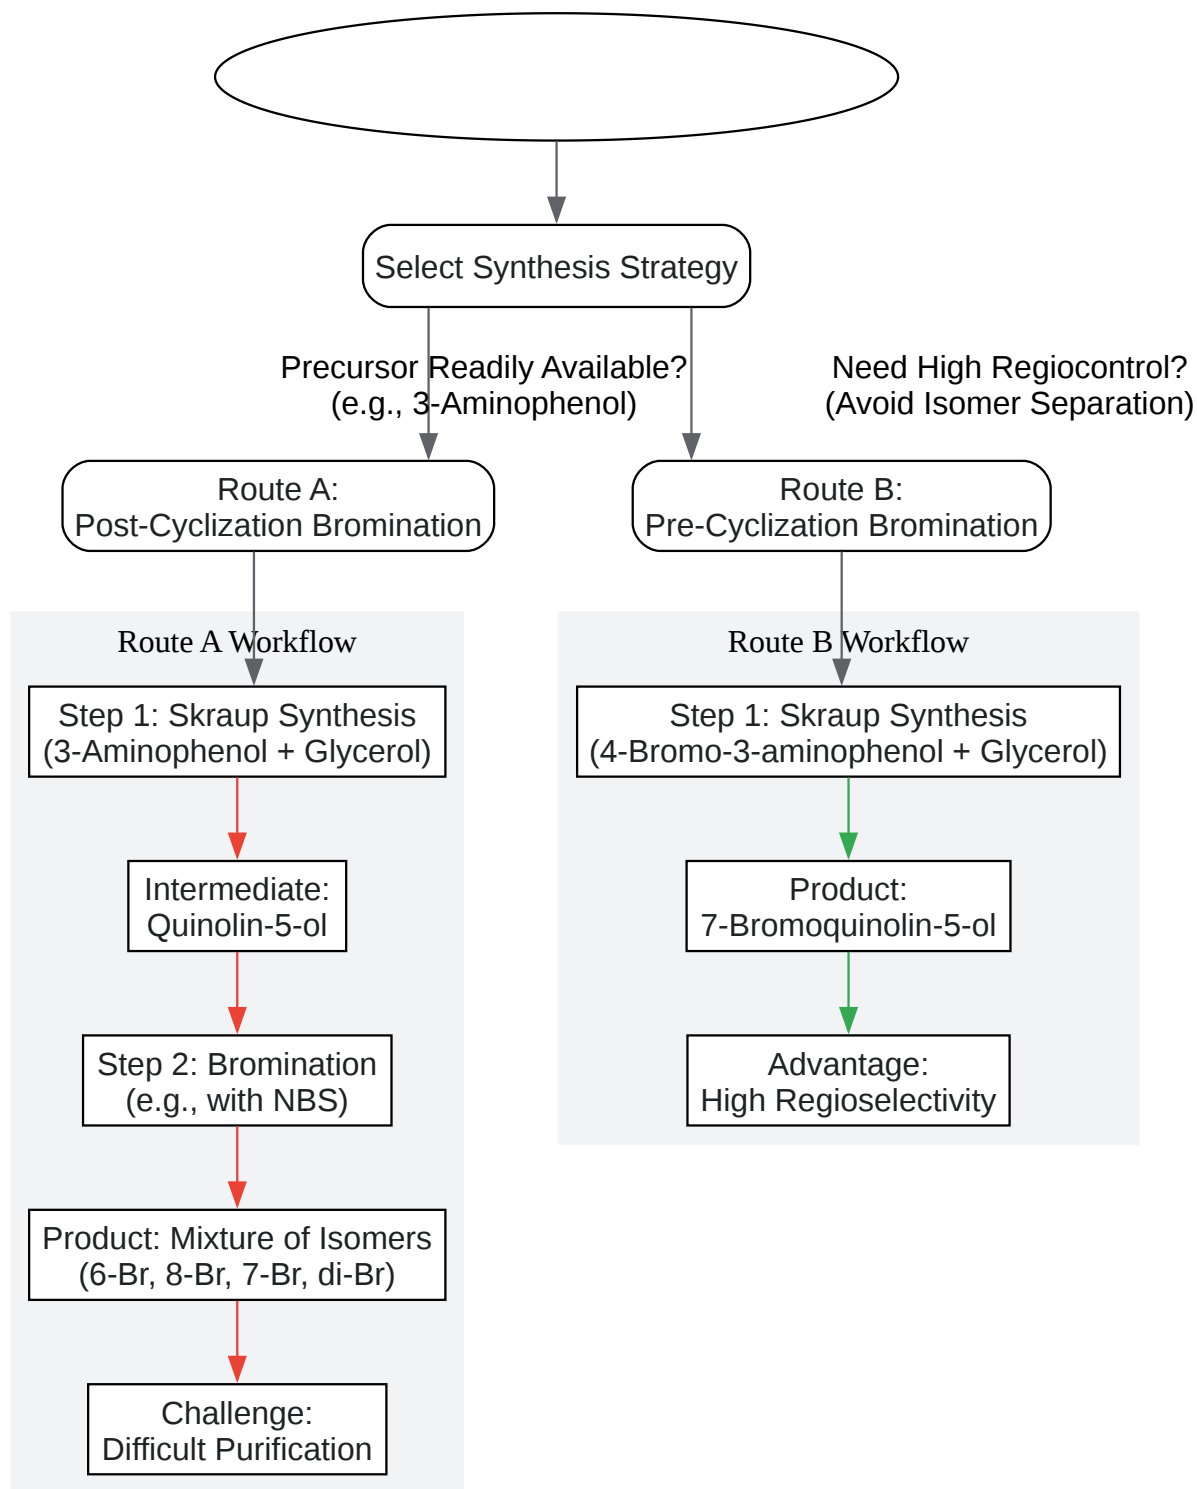 Select Synthesis Strategy
Precursor Readily Available?
(e.g., 3-Aminophenol)
Need High Regiocontrol?
(Avoid Isomer Separation)
Route A:
Post-Cyclization Bromination
Route B:
Pre-Cyclization Bromination
Route A Workflow
Step 1: Skraup Synthesis
(3-Aminophenol + Glycerol)
Intermediate:
Quinolin-5-ol
Step 2: Bromination
(e.g., with NBS)
Product: Mixture of Isomers
(6-Br, 8-Br, 7-Br, di-Br)
Challenge:
Difficult Purification
Route B Workflow
Step 1: Skraup Synthesis
(4-Bromo-3-aminophenol + Glycerol)
Product:
7-Bromoquinolin-5-ol
Advantage:
High Regioselectivity